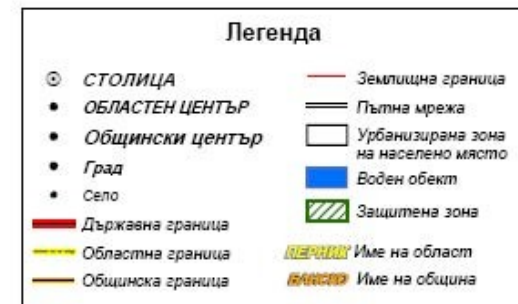 Легенда
СТОЛИЦА
ОБЛАСТЕН ЦЕНТЪР
Общински център
Град
Село
Държавна граница
Областна граница
Общинска граница
Землищна граница
Пътна мрежа
Урбанизирана зона
на населено място
Воден обект
Защитена зона
ПЕРНИК Име на област
БАНСКО Име на община